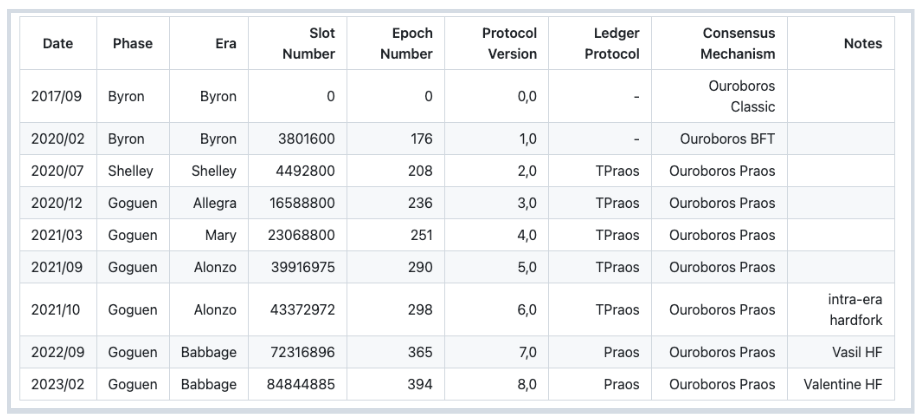 Date Phase Era Slot Number Epoch Number Protocol Version Ledger Protocol Consensus Mechanism Notes
2017/09 Byron Byron 0 0 0,0 - Ouroboros Classic
2020/02 Byron Byron 3801600 176 1,0 - Ouroboros BFT
2020/07 Shelley Shelley 4492800 208 2,0 TPraos Ouroboros Praos
2020/12 Goguen Allegra 16588800 236 3,0 TPraos Ouroboros Praos
2021/03 Goguen Mary 23068800 251 4,0 TPraos Ouroboros Praos
2021/09 Goguen Alonzo 39916975 290 5,0 TPraos Ouroboros Praos
2021/10 Goguen Alonzo 43372972 298 6,0 TPraos Ouroboros Praos intra-era hardfork
2022/09 Goguen Babbage 72316896 365 7,0 Praos Ouroboros Praos Vasil HF
2023/02 Goguen Babbage 84844885 394 8,0 Praos Ouroboros Praos Valentine HF